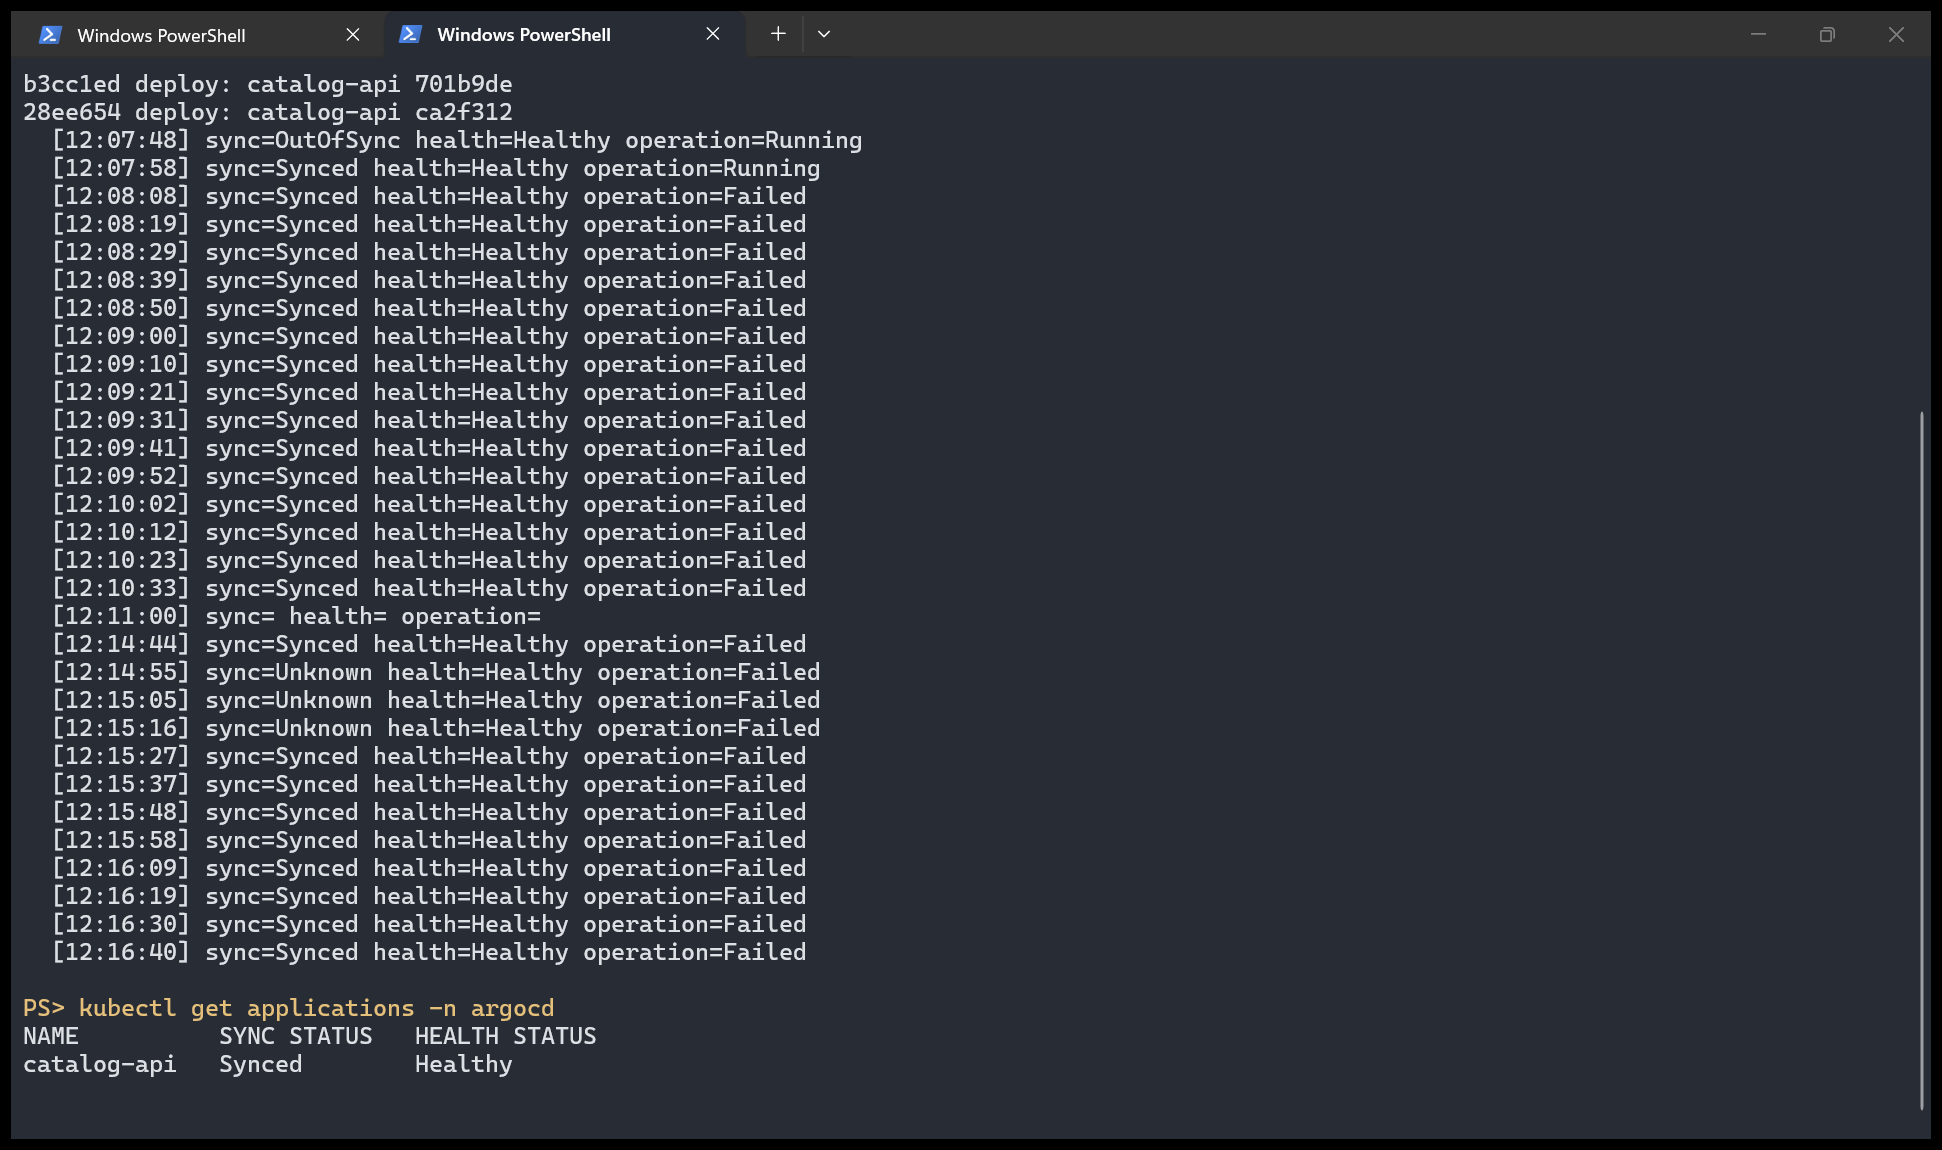 Windows PowerShell
Windows PowerShell
b3cc1ed deploy: catalog-api 701b9de
28ee654 deploy: catalog-api ca2f312
  [12:07:48] sync=OutOfSync health=Healthy operation=Running
  [12:07:58] sync=Synced health=Healthy operation=Running
  [12:08:08] sync=Synced health=Healthy operation=Failed
  [12:08:19] sync=Synced health=Healthy operation=Failed
  [12:08:29] sync=Synced health=Healthy operation=Failed
  [12:08:39] sync=Synced health=Healthy operation=Failed
  [12:08:50] sync=Synced health=Healthy operation=Failed
  [12:09:00] sync=Synced health=Healthy operation=Failed
  [12:09:10] sync=Synced health=Healthy operation=Failed
  [12:09:21] sync=Synced health=Healthy operation=Failed
  [12:09:31] sync=Synced health=Healthy operation=Failed
  [12:09:41] sync=Synced health=Healthy operation=Failed
  [12:09:52] sync=Synced health=Healthy operation=Failed
  [12:10:02] sync=Synced health=Healthy operation=Failed
  [12:10:12] sync=Synced health=Healthy operation=Failed
  [12:10:23] sync=Synced health=Healthy operation=Failed
  [12:10:33] sync=Synced health=Healthy operation=Failed
  [12:11:00] sync= health= operation=
  [12:14:44] sync=Synced health=Healthy operation=Failed
  [12:14:55] sync=Unknown health=Healthy operation=Failed
  [12:15:05] sync=Unknown health=Healthy operation=Failed
  [12:15:16] sync=Unknown health=Healthy operation=Failed
  [12:15:27] sync=Synced health=Healthy operation=Failed
  [12:15:37] sync=Synced health=Healthy operation=Failed
  [12:15:48] sync=Synced health=Healthy operation=Failed
  [12:15:58] sync=Synced health=Healthy operation=Failed
  [12:16:09] sync=Synced health=Healthy operation=Failed
  [12:16:19] sync=Synced health=Healthy operation=Failed
  [12:16:30] sync=Synced health=Healthy operation=Failed
  [12:16:40] sync=Synced health=Healthy operation=Failed
PS> kubectl get applications -n argocd
NAME          SYNC STATUS   HEALTH STATUS
catalog-api   Synced        Healthy